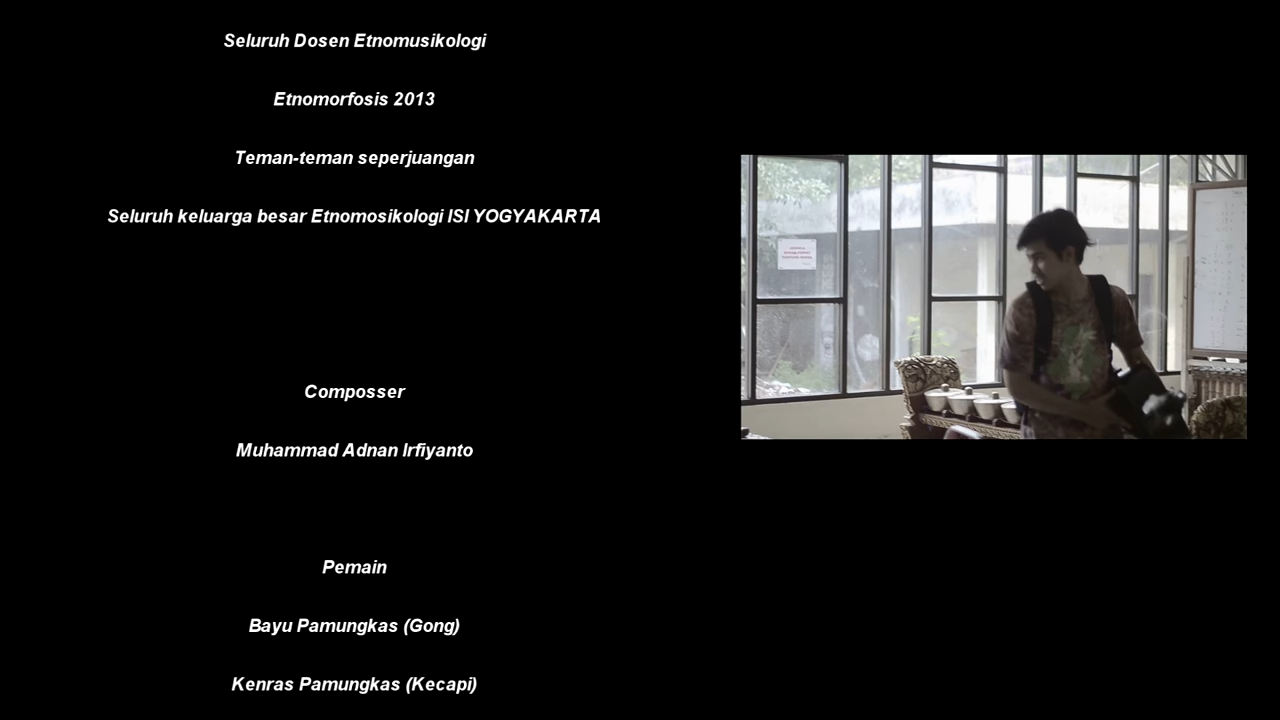 Seluruh Dosen Etnomusikologi
Etnomorfosis 2013
Teman-teman seperjuangan
Seluruh keluarga besar Etnomosikologi ISI YOGYAKARTA
Composser
Muhammad Adnan Irfiyanto
Pemain
Bayu Pamungkas (Gong)
Kenras Pamungkas (Kecapi)